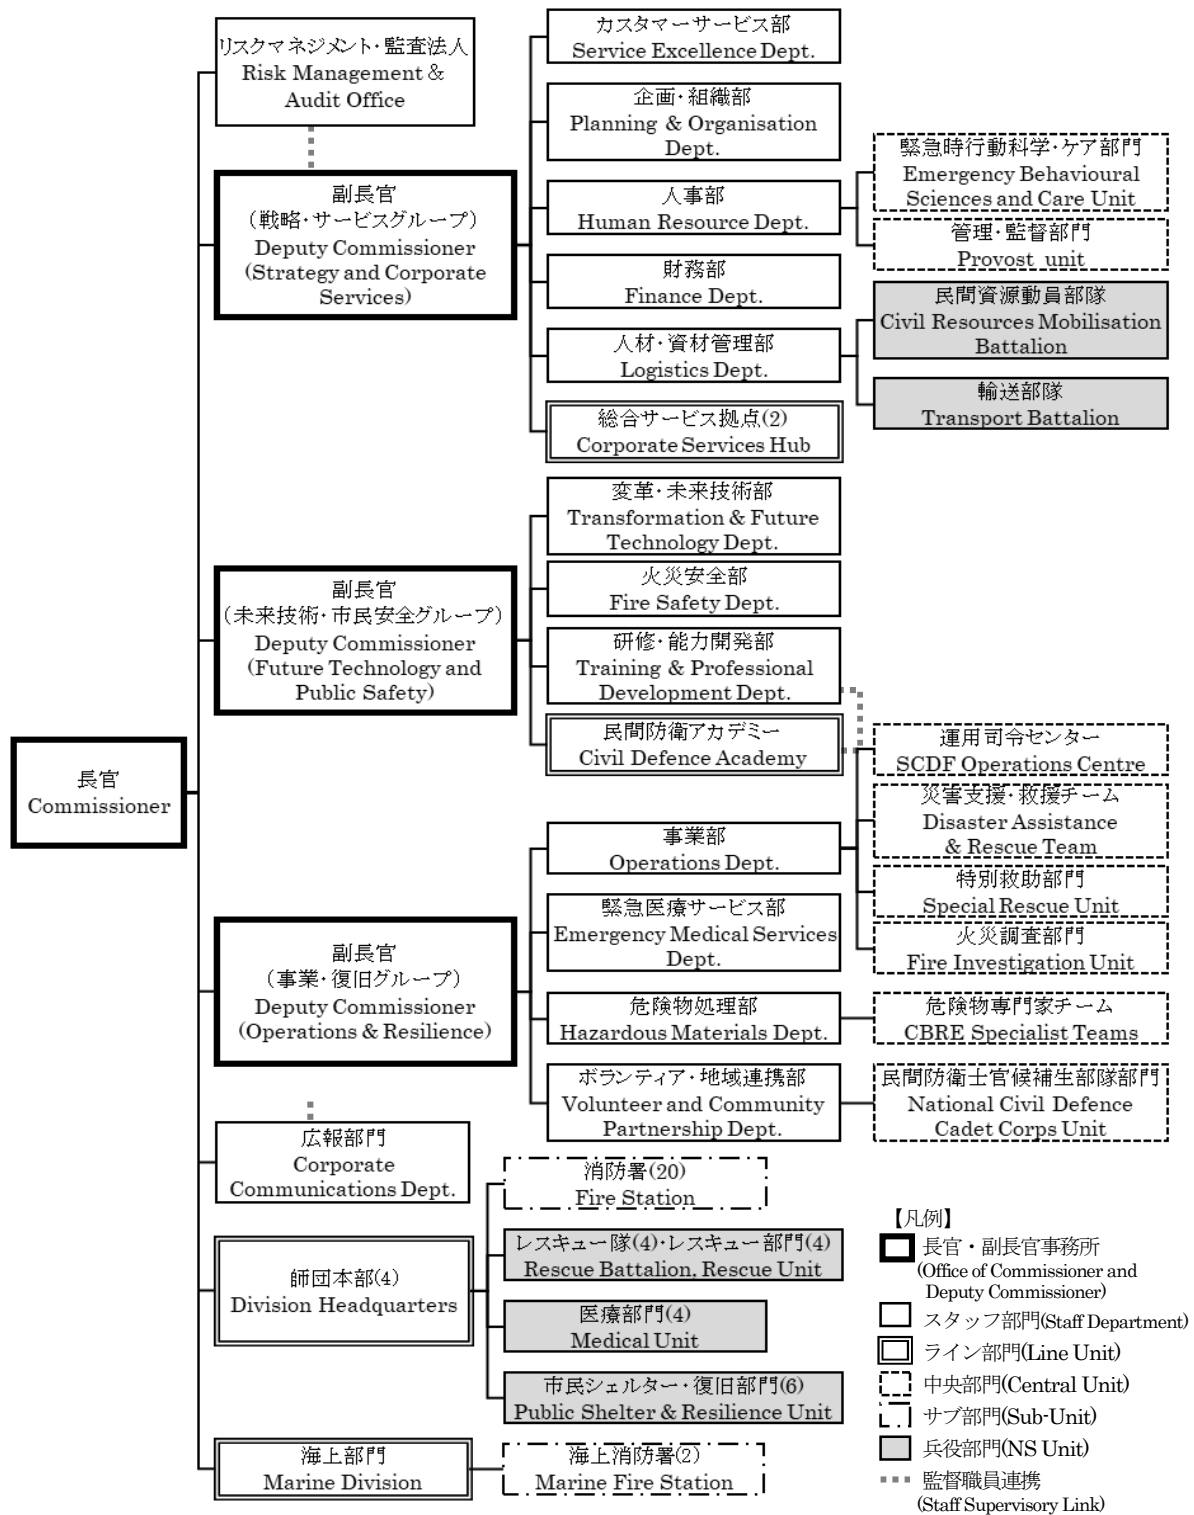 リスクマネジメント・監査法人
Risk Management &
Audit Office
副長官
(戦略・サービスグループ)
Deputy Commissioner
(Strategy and Corporate
Services)
カスタマーサービス部
Service Excellence Dept.
企画・組織部
Planning & Organisation
Dept.
人事部
Human Resource Dept.
財務部
Finance Dept.
人材・資材管理部
Logistics Dept.
総合サービス拠点(2)
Corporate Services Hub
緊急時行動科学・ケア部門
Emergency Behavioural
Sciences and Care Unit
管理・監督部門
Provost unit
民間資源動員部隊
Civil Resources Mobilisation
Battalion
輸送部隊
Transport Battalion
副長官
(未来技術・市民安全グループ)
Deputy Commissioner
(Future Technology and
Public Safety)
変革・未来技術部
Transformation & Future
Technology Dept.
火災安全部
Fire Safety Dept.
研修・能力開発部
Training & Professional
Development Dept.
民間防衛アカデミー
Civil Defence Academy
長官
Commissioner
副長官
(事業・復旧グループ)
Deputy Commissioner
(Operations & Resilience)
事業部
Operations Dept.
緊急医療サービス部
Emergency Medical Services
Dept.
危険物処理部
Hazardous Materials Dept.
ボランティア・地域連携部
Volunteer and Community
Partnership Dept.
運用司令センター
SCDF Operations Centre
災害支援・救援チーム
Disaster Assistance
& Rescue Team
特別救助部門
Special Rescue Unit
火災調査部門
Fire Investigation Unit
危険物専門家チーム
CBRE Specialist Teams
民間防衛士官候補生部隊部門
National Civil Defence
Cadet Corps Unit
広報部門
Corporate
Communications Dept.
師団本部(4)
Division Headquarters
消防署(20)
Fire Station
レスキュー隊(4)・レスキュー部門(4)
Rescue Battalion, Rescue Unit
医療部門(4)
Medical Unit
市民シェルター・復旧部門(6)
Public Shelter & Resilience Unit
海上部門
Marine Division
海上消防署(2)
Marine Fire Station
【凡例】
長官・副長官事務所
(Office of Commissioner and
Deputy Commissioner)
スタッフ部門(Staff Department)
ライン部門(Line Unit)
中央部門(Central Unit)
サブ部門(Sub-Unit)
兵役部門(NS Unit)
監督職員連携
(Staff Supervisory Link)